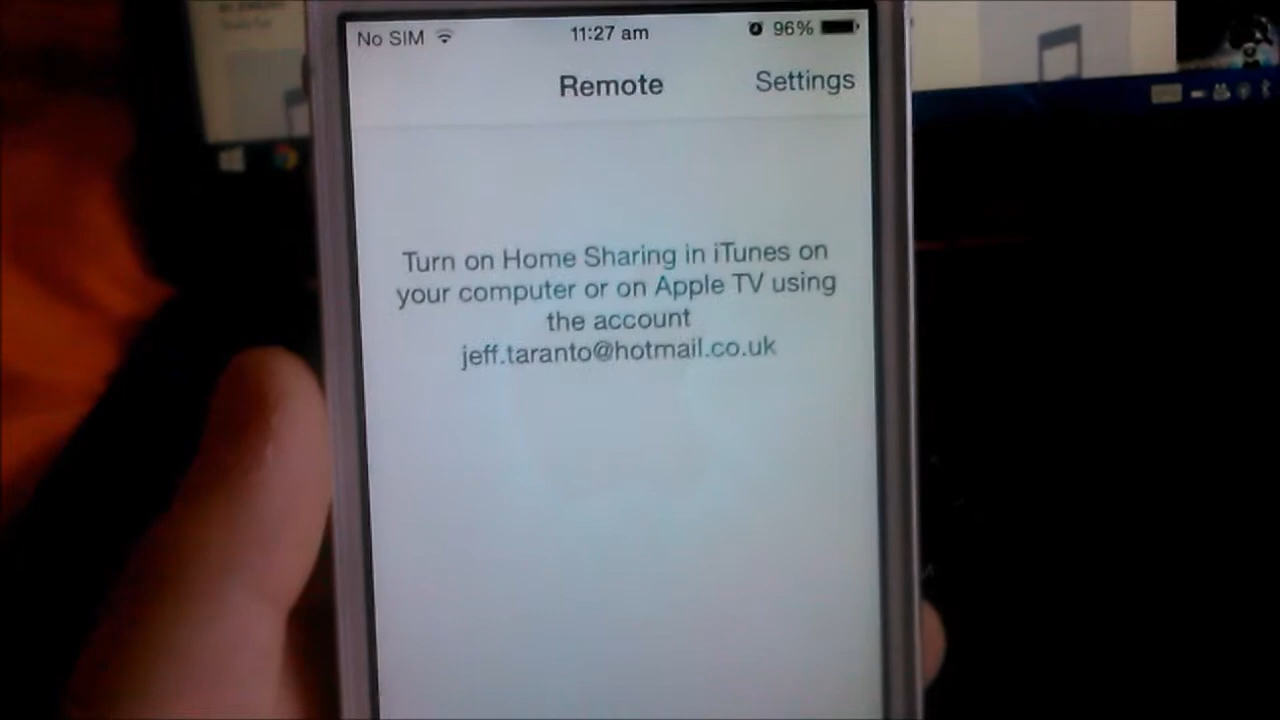 No SIM 11:27 am 96%
Remote Settings
Turn on Home Sharing in iTunes on
your computer or on Apple TV using
the account
jeff.taranto@hotmail.co.uk